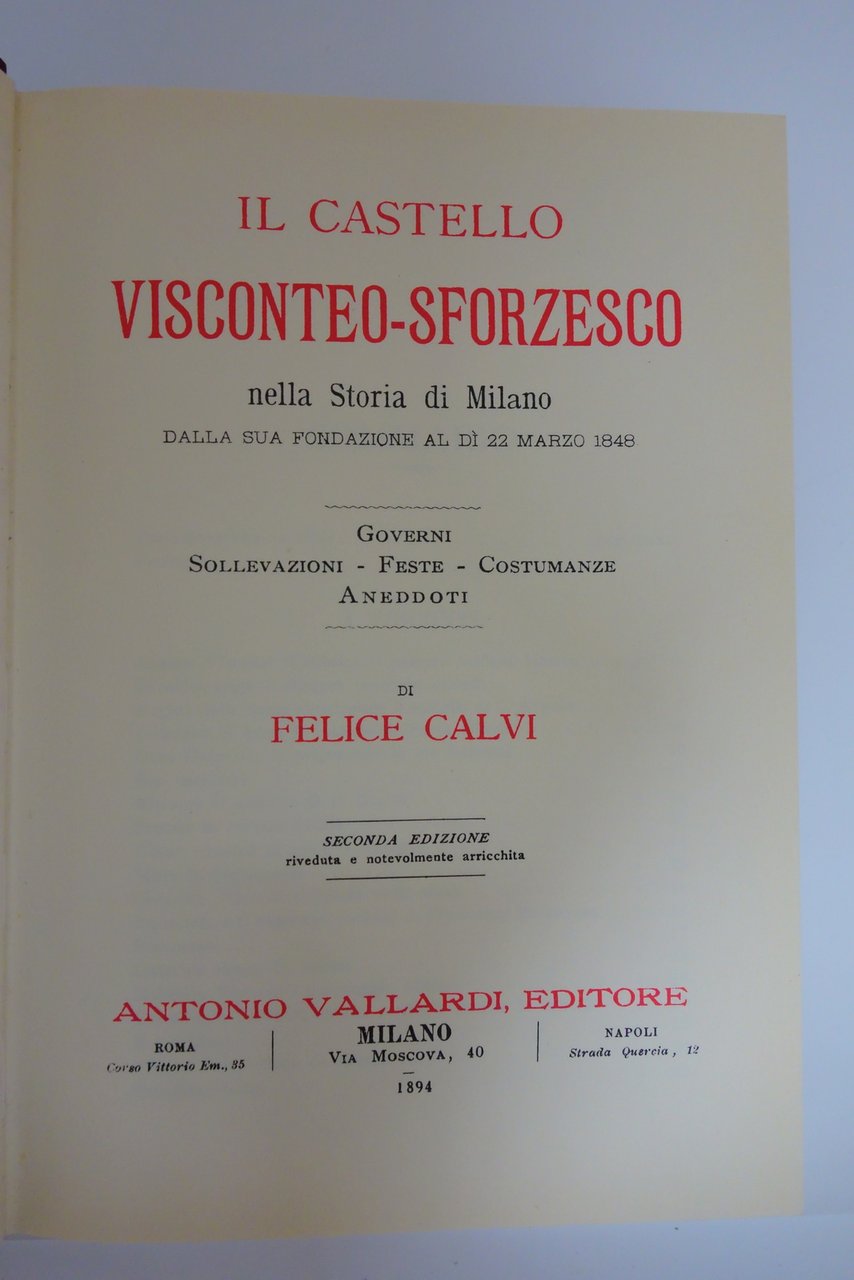 IL CASTELLO
VISCONTEO-SFORZESCO
nella Storia di Milano
DALLA SUA FONDAZIONE AL DÌ 22 MARZO 1848
GOVERNI
SOLLEVAZIONI - FESTE - COSTUMANZE
ANEDDOTI
DI
FELICE CALVI
SECONDA EDIZIONE
riveduta e notevolmente arricchita
ANTONIO VALLARDI, EDITORE
ROMA
Corso Vittorio Em., 35
MILANO
VIA MOSCOVA, 40
NAPOLI
Strada Quercia, 12
1894